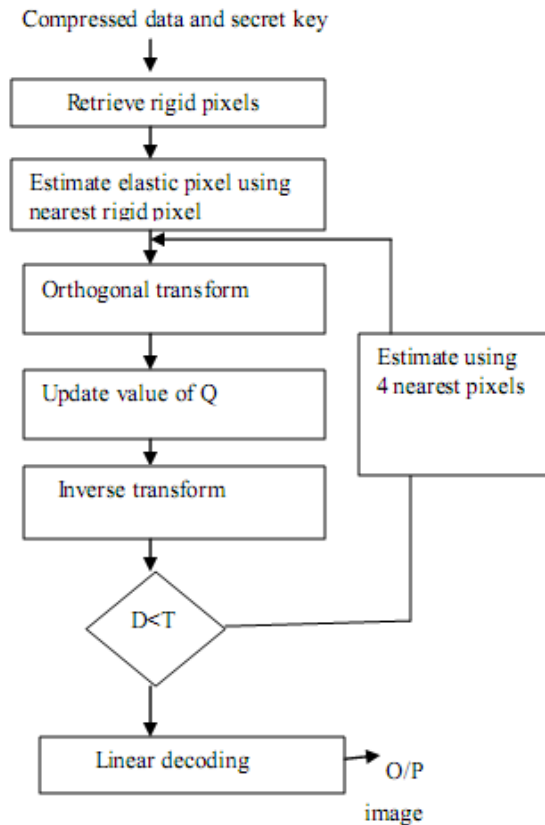 Compressed data and secret key
Retrieve rigid pixels
Estimate elastic pixel using
nearest rigid pixel
Orthogonal transform
Update value of Q
Inverse transform
D<T
Estimate using
4 nearest pixels
Linear decoding
O/P
image